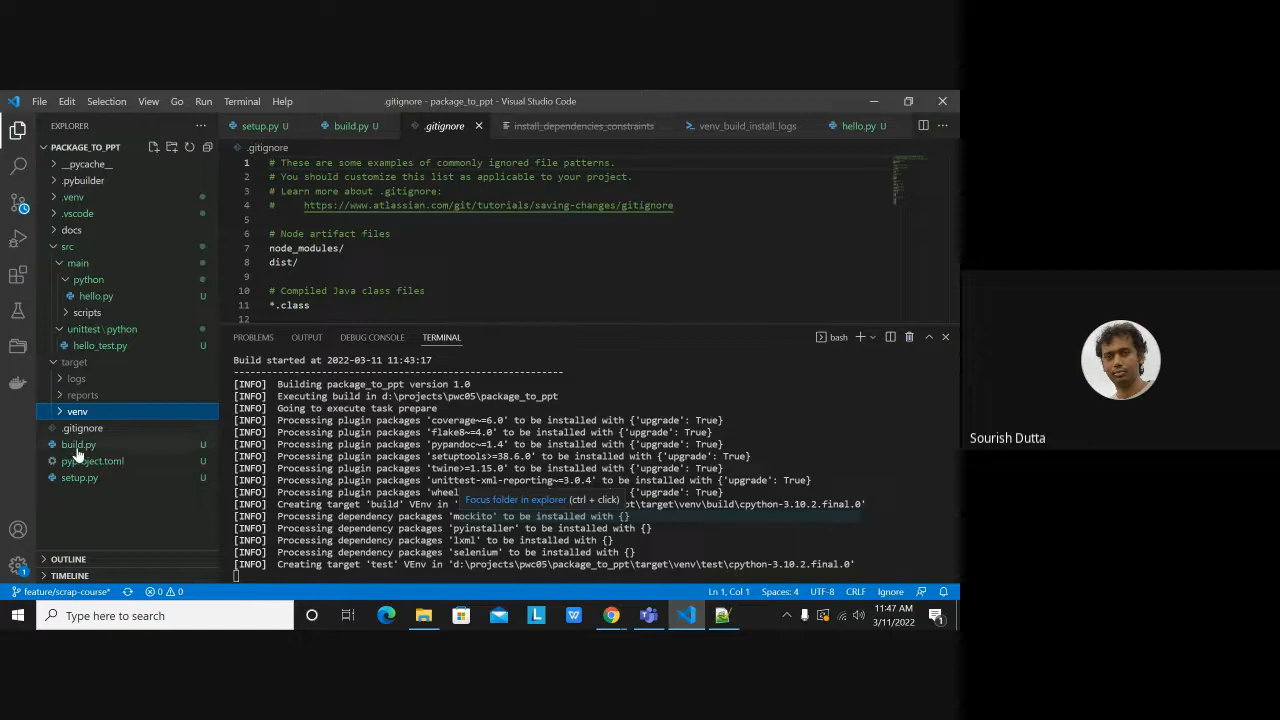 File Edit Selection View Go Run Terminal Help
.gitignore - package_to_ppt - Visual Studio Code
EXPLORER
PACKAGE_TO_PPT
__pycache__
.pybuilder
.venv
.vscode
docs
src
main
python
hello.py U
scripts
unittest \ python
hello_test.py U
target
logs
reports
venv
.gitignore
build.py U
pyproject.toml U
setup.py U
OUTLINE
TIMELINE
setup.py U build.py U .gitignore install_dependencies_constraints venv_build_install_logs hello.py U
.gitignore
1 # These are some examples of commonly ignored file patterns.
2 # You should customize this list as applicable to your project.
3 # Learn more about .gitignore:
4 # https://www.atlassian.com/git/tutorials/saving-changes/gitignore
5
6 # Node artifact files
7 node_modules/
8 dist/
9
10 # Compiled Java class files
11 *.class
12
PROBLEMS OUTPUT DEBUG CONSOLE TERMINAL
bash
Build started at 2022-03-11 11:43:17
------------------------------------------------------------
[INFO] Building package_to_ppt version 1.0
[INFO] Executing build in d:\projects\pwc05\package_to_ppt
[INFO] Going to execute task prepare
[INFO] Processing plugin packages 'coverage~=6.0' to be installed with {'upgrade': True}
[INFO] Processing plugin packages 'flake8~=4.0' to be installed with {'upgrade': True}
[INFO] Processing plugin packages 'pypandoc~=1.4' to be installed with {'upgrade': True}
[INFO] Processing plugin packages 'setuptools>=38.6.0' to be installed with {'upgrade': True}
[INFO] Processing plugin packages 'twine>=1.15.0' to be installed with {'upgrade': True}
[INFO] Processing plugin packages 'unittest-xml-reporting~=3.0.4' to be installed with {'upgrade': True}
[INFO] Processing plugin packages 'wheel U', {'upgrade': True}
Focus folder in explorer (ctrl + click)
[INFO] Creating target 'build' VEnv in 'pt\target\venv\build\cpython-3.10.2.final.0'
[INFO] Processing dependency packages 'mockito' to be installed with {}
[INFO] Processing dependency packages 'pyinstaller' to be installed with {}
[INFO] Processing dependency packages 'lxml' to be installed with {}
[INFO] Processing dependency packages 'selenium' to be installed with {}
[INFO] Creating target 'test' VEnv in 'd:\projects\pwc05\package_to_ppt\target\venv\test\cpython-3.10.2.final.0'
feature/scrap-course* 0 0 Ln 1, Col 1 Spaces: 4 UTF-8 CRLF Ignore
Type here to search
11:47 AM
3/11/2022
Sourish Dutta